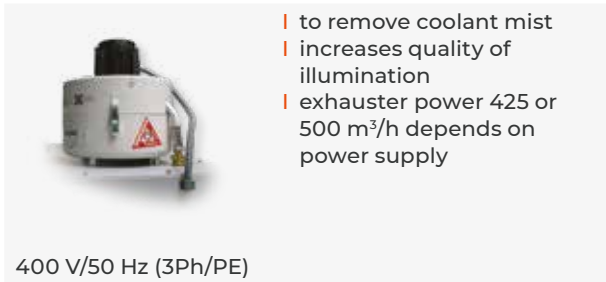 to remove coolant mist
increases quality of
illumination
exhauster power 425 or
500 m³/h depends on
power supply
400 V/50 Hz (3Ph/PE)